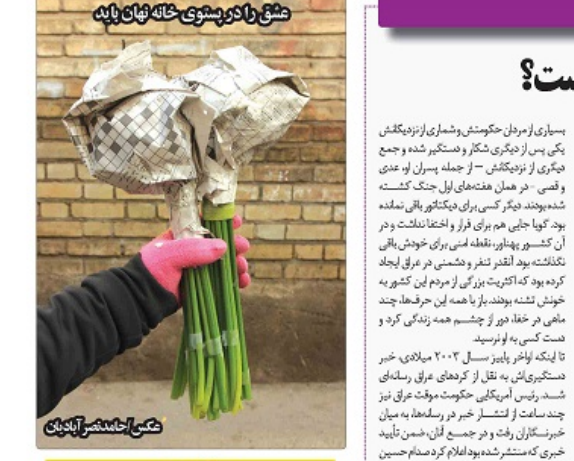 عشق را در پستوی خانه نهان باید
عکس/حامد نصرآبادیان
ست؟
بسیاری از مردان حکومتش و شماری از نزدیکانش
یکی پس از دیگری شکار و دستگیر شده و جمع
دیگری از نزدیکانش – از جمله پسران او، عدی
و قصی - در همان هفته‌های اول جنگ کشته
شده بودند. دیگر کسی برای دیکتاتور باقی نمانده
بود. گویا جایی هم برای فرار و اختفا نداشت و در
آن کشور پهناور، نقطه امنی برای خودش باقی
نگذاشته بود. آنقدر تنفر و دشمنی در عراق ایجاد
کرده بود که اکثریت بزرگی از مردم این کشور به
خونش تشنه بودند. باز با همه این حرف‌ها، چند
ماهی در خفا، دور از چشم همه زندگی کرد و
دست کسی به او نرسید.
تا اینکه اواخر پاییز سال ۲۰۰۳ میلادی، خبر
دستگیری‌اش به نقل از کردهای عراق رسانه‌ای
شد. رئیس آمریکایی حکومت موقت عراق نیز
چند ساعت از انتشار خبر در رسانه‌ها، به میان
خبرنگاران رفت و در جمع آنان، ضمن تأیید
خبری که منتشر شده بود اعلام کرد صدام حسین